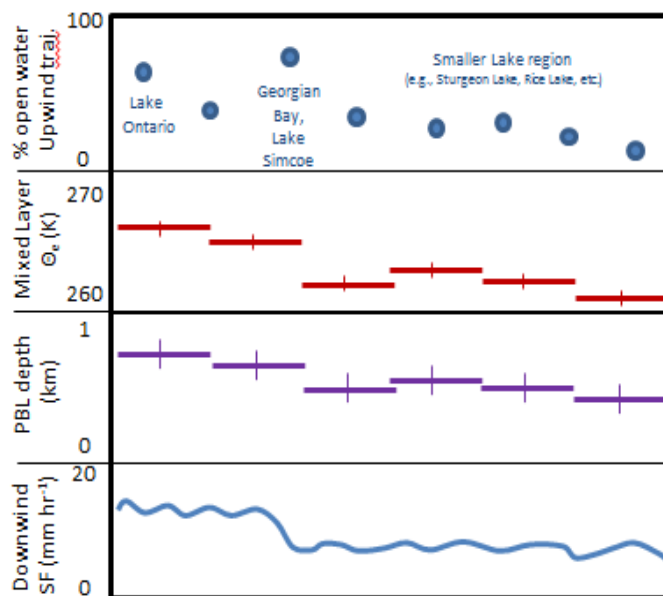 100
% open water
Upwind traj.
0
Lake
Ontario
Georgian
Bay,
Lake
Simcoe
Smaller Lake region
(e.g., Sturgeon Lake, Rice Lake, etc.)
270
Mixed Layer
Θe (K)
260
1
PBL depth
(km)
0
20
Downwind
SF (mm hr⁻¹)
0